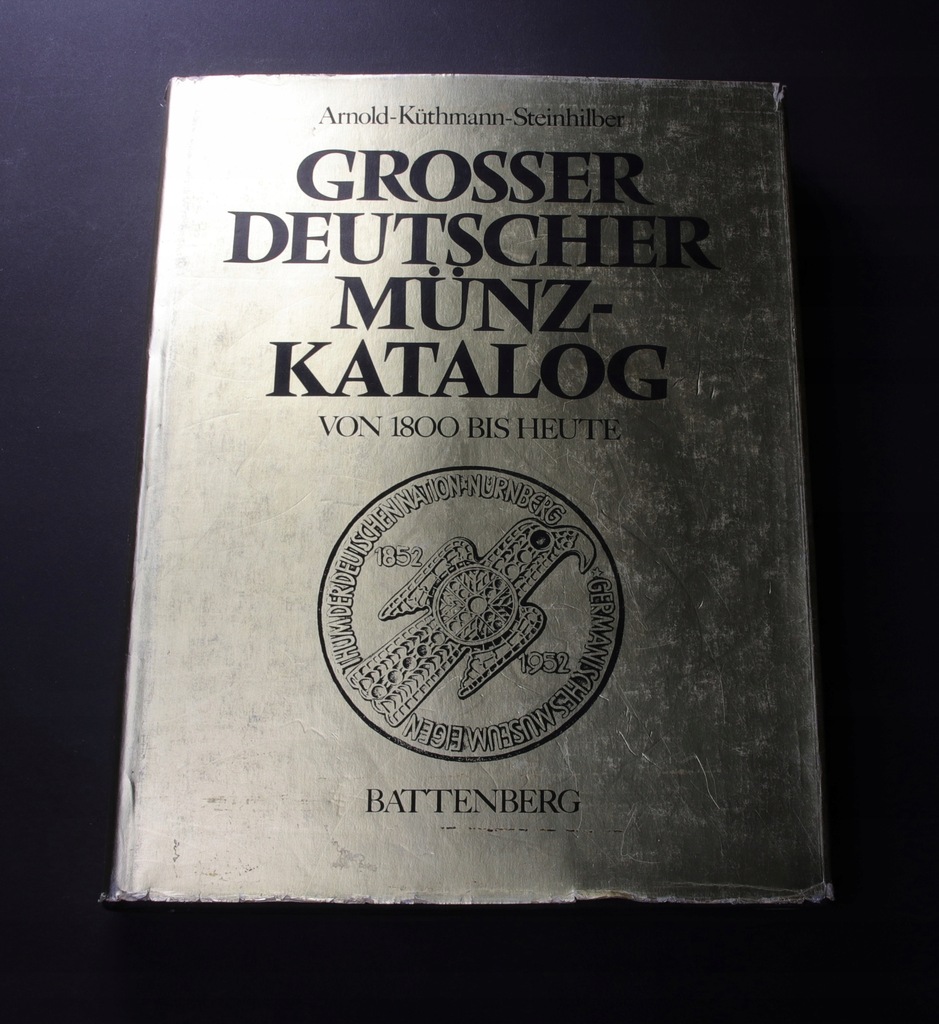 Arnold-Küthmann-Steinhilber
GROSSER
DEUTSCHER
MÜNZ-
KATALOG
VON 1800 BIS HEUTE
GERMANISCHES MUSEUM EIGENTHUM DER DEUTSCHEN NATION · NÜRNBERG
1852
1952
BATTENBERG